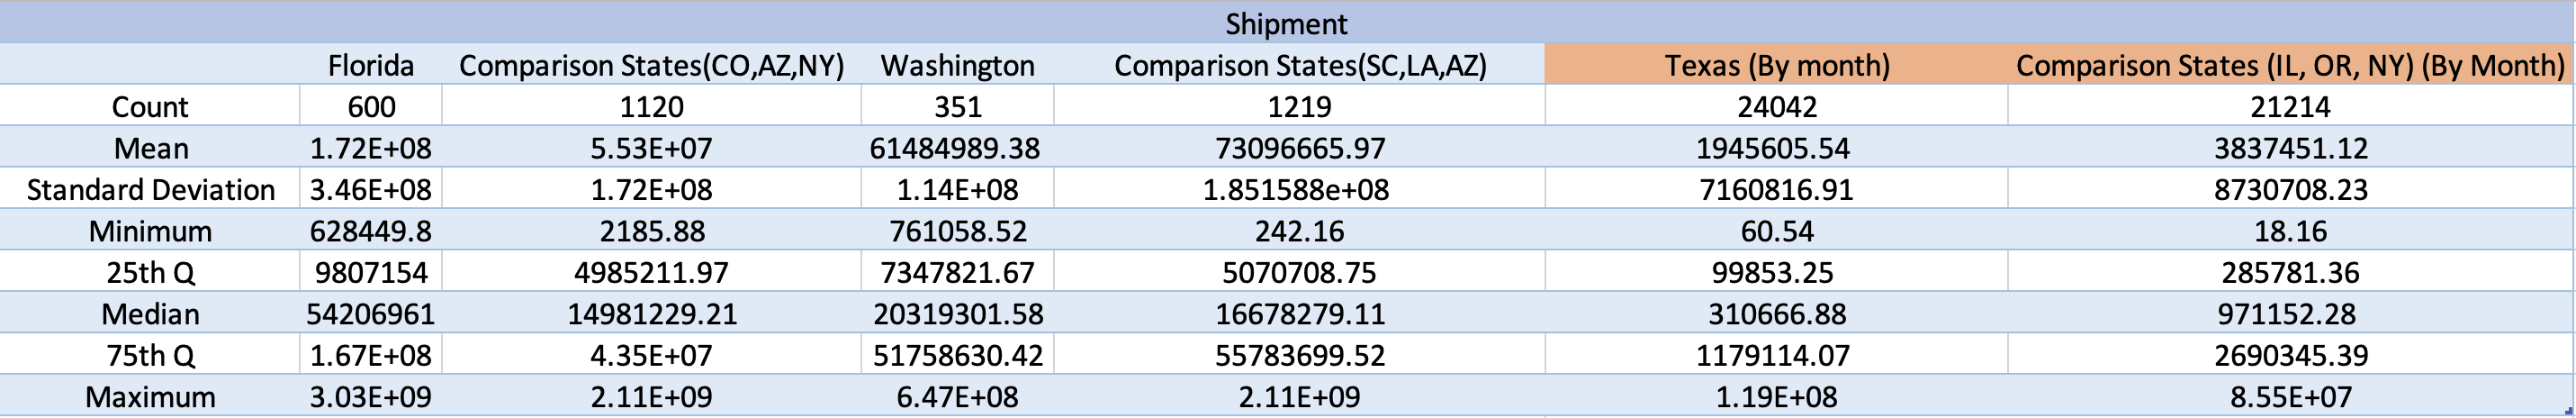 Shipment
Florida Comparison States(CO,AZ,NY) Washington Comparison States(SC,LA,AZ) Texas (By month) Comparison States (IL, OR, NY) (By Month)
Count 600 1120 351 1219 24042 21214
Mean 1.72E+08 5.53E+07 61484989.38 73096665.97 1945605.54 3837451.12
Standard Deviation 3.46E+08 1.72E+08 1.14E+08 1.851588e+08 7160816.91 8730708.23
Minimum 628449.8 2185.88 761058.52 242.16 60.54 18.16
25th Q 9807154 4985211.97 7347821.67 5070708.75 99853.25 285781.36
Median 54206961 14981229.21 20319301.58 16678279.11 310666.88 971152.28
75th Q 1.67E+08 4.35E+07 51758630.42 55783699.52 1179114.07 2690345.39
Maximum 3.03E+09 2.11E+09 6.47E+08 2.11E+09 1.19E+08 8.55E+07